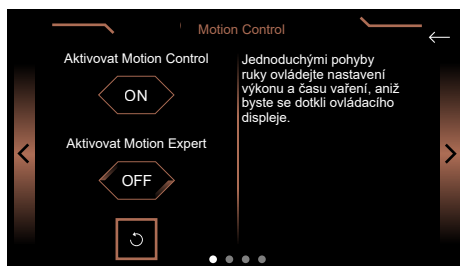 Motion Control
Aktivovat Motion Control
ON
Aktivovat Motion Expert
OFF
Jednoduchými pohyby
ruky ovládejte nastavení
výkonu a času vaření, aniž
byste se dotkli ovládacího
displeje.